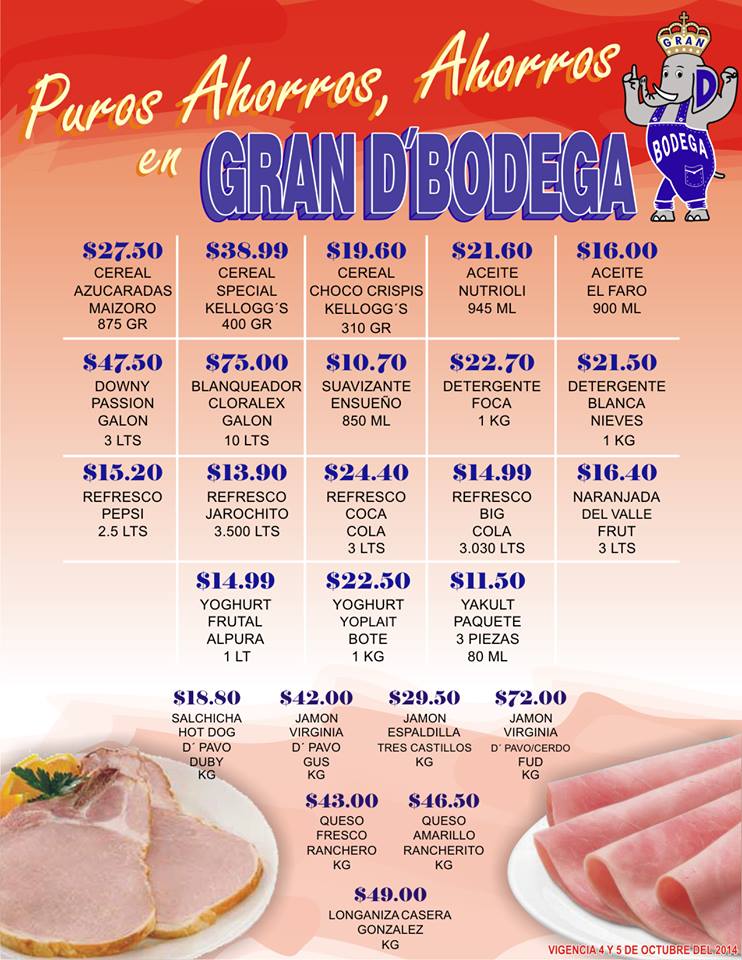 Puros Ahorros, Ahorros
en GRAN D´BODEGA
GRAN
D
BODEGA
$27.50
CEREAL
AZUCARADAS
MAIZORO
875 GR
$38.99
CEREAL
SPECIAL
KELLOGG´S
400 GR
$19.60
CEREAL
CHOCO CRISPIS
KELLOGG´S
310 GR
$21.60
ACEITE
NUTRIOLI
945 ML
$16.00
ACEITE
EL FARO
900 ML
$47.50
DOWNY
PASSION
GALON
3 LTS
$75.00
BLANQUEADOR
CLORALEX
GALON
10 LTS
$10.70
SUAVIZANTE
ENSUEÑO
850 ML
$22.70
DETERGENTE
FOCA
1 KG
$21.50
DETERGENTE
BLANCA
NIEVES
1 KG
$15.20
REFRESCO
PEPSI
2.5 LTS
$13.90
REFRESCO
JAROCHITO
3.500 LTS
$24.40
REFRESCO
COCA
COLA
3 LTS
$14.99
REFRESCO
BIG
COLA
3.030 LTS
$16.40
NARANJADA
DEL VALLE
FRUT
3 LTS
$14.99
YOGHURT
FRUTAL
ALPURA
1 LT
$22.50
YOGHURT
YOPLAIT
BOTE
1 KG
$11.50
YAKULT
PAQUETE
3 PIEZAS
80 ML
$18.80
SALCHICHA
HOT DOG
D´ PAVO
DUBY
KG
$42.00
JAMON
VIRGINIA
D´ PAVO
GUS
KG
$29.50
JAMON
ESPALDILLA
TRES CASTILLOS
KG
$72.00
JAMON
VIRGINIA
D´ PAVO/CERDO
FUD
KG
$43.00
QUESO
FRESCO
RANCHERO
KG
$46.50
QUESO
AMARILLO
RANCHERITO
KG
$49.00
LONGANIZA CASERA
GONZALEZ
KG
VIGENCIA 4 Y 5 DE OCTUBRE DEL 2014